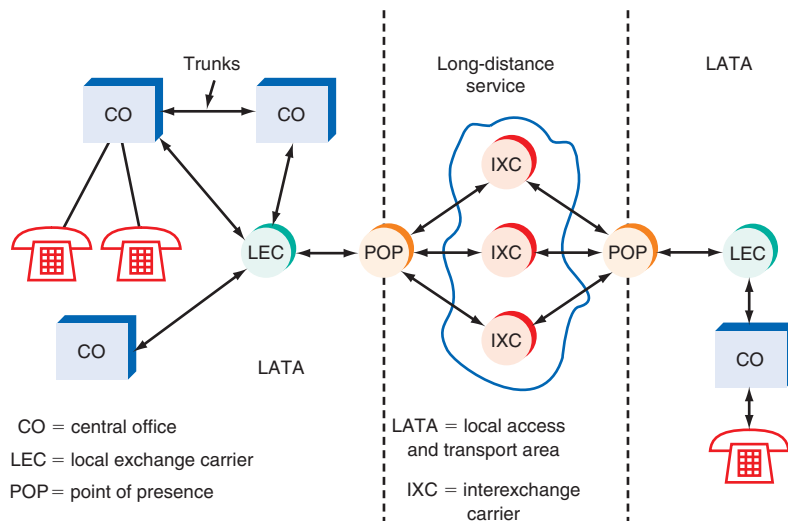 Trunks
Long-distance
service
LATA
CO
CO
IXC
LEC
POP
IXC
POP
LEC
IXC
CO
CO
LATA
CO = central office
LEC = local exchange carrier
POP = point of presence
LATA = local access
and transport area
IXC = interexchange
carrier